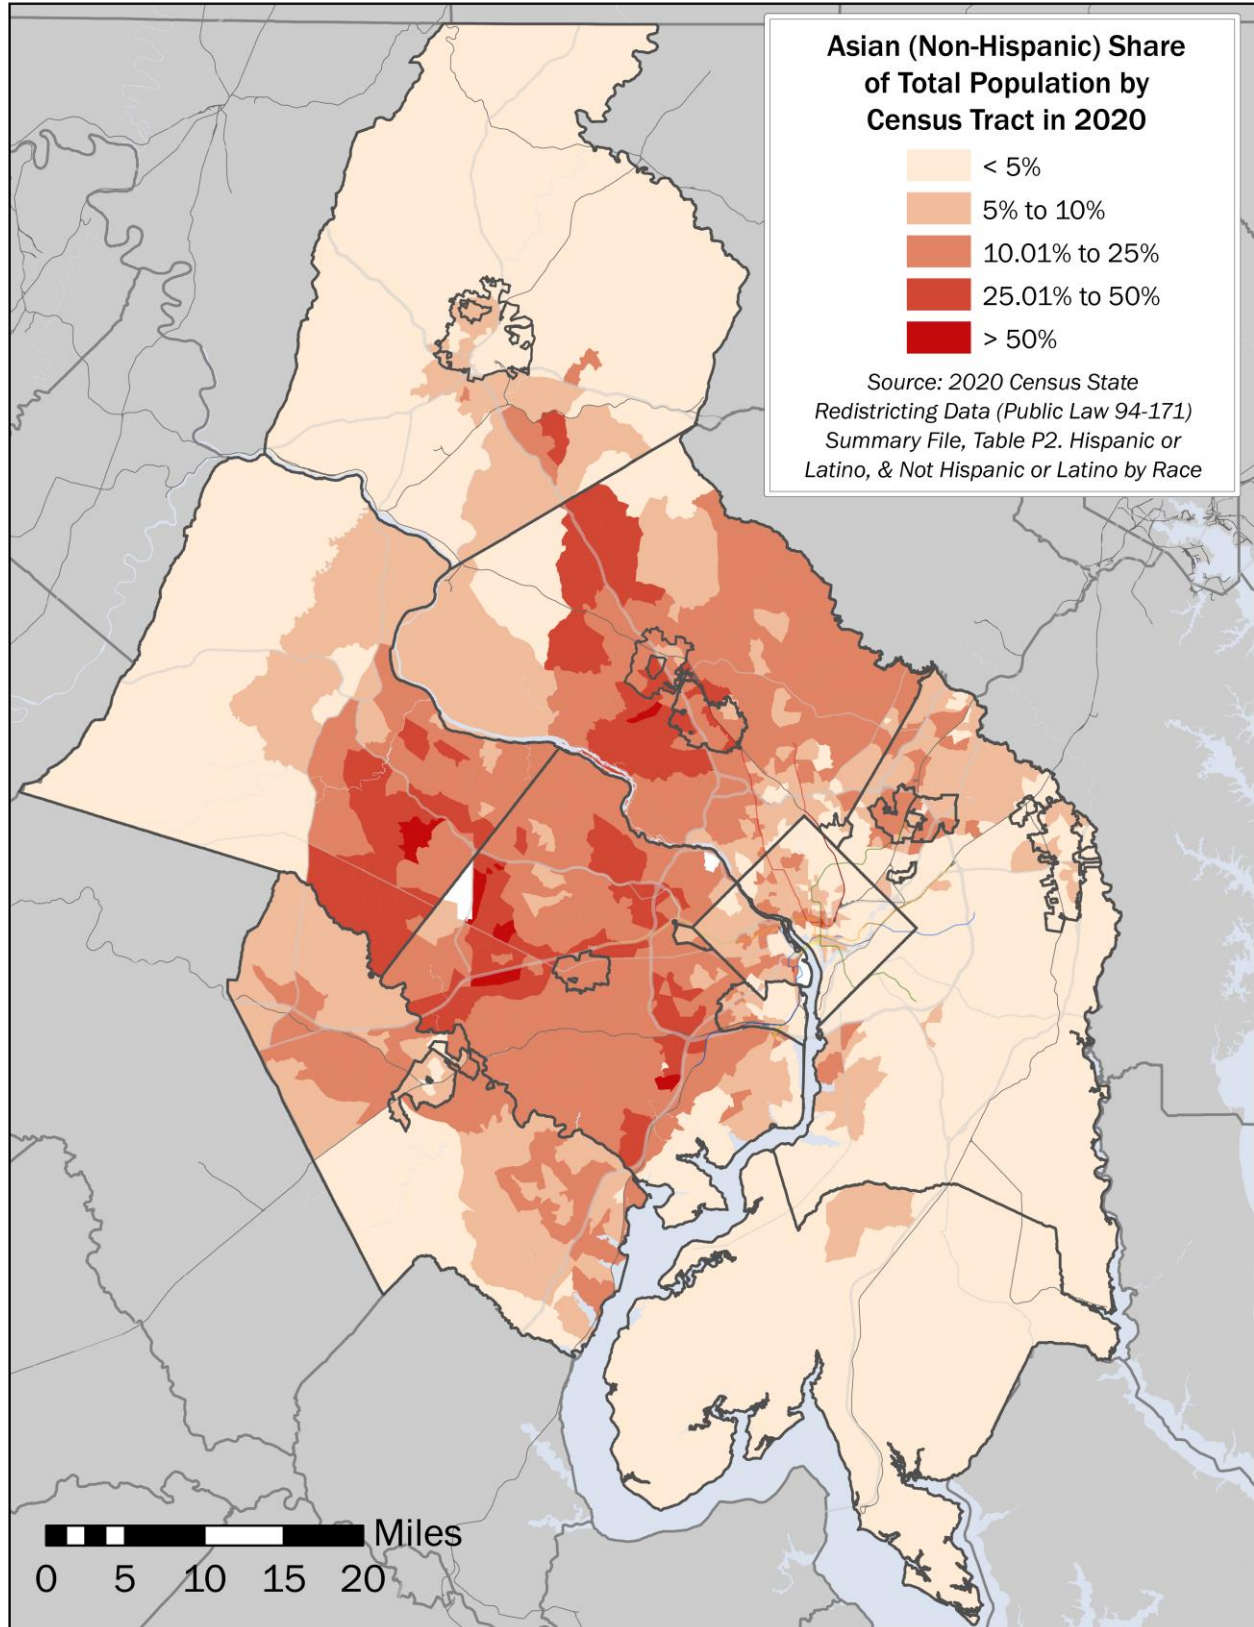 Asian (Non-Hispanic) Share
of Total Population by
Census Tract in 2020
< 5%
5% to 10%
10.01% to 25%
25.01% to 50%
> 50%
Source: 2020 Census State
Redistricting Data (Public Law 94-171)
Summary File, Table P2. Hispanic or
Latino, & Not Hispanic or Latino by Race
Miles
0 5 10 15 20